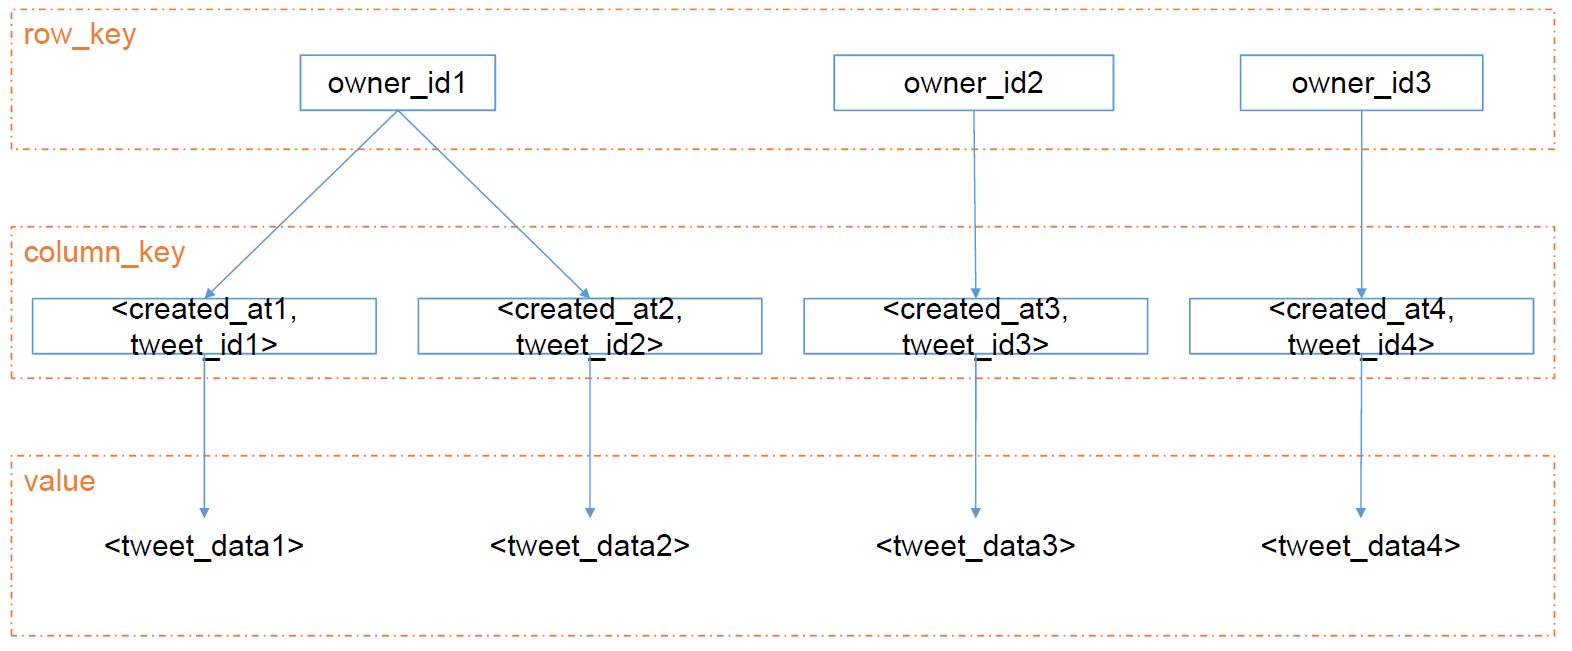 row_key
owner_id1
owner_id2
owner_id3
column_key
<created_at1,
tweet_id1>
<created_at2,
tweet_id2>
<created_at3,
tweet_id3>
<created_at4,
tweet_id4>
value
<tweet_data1>
<tweet_data2>
<tweet_data3>
<tweet_data4>